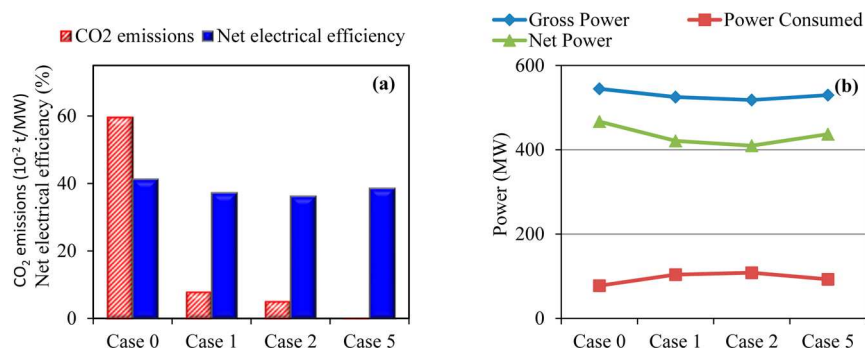 CO2 emissions Net electrical efficiency
CO₂ emissions (10⁻² t/MW)
Net electrical efficiency (%)
(a)
60
40
20
0
Case 0 Case 1 Case 2 Case 5
Gross Power Power Consumed
Net Power
Power (MW)
(b)
600
400
200
0
Case 0 Case 1 Case 2 Case 5